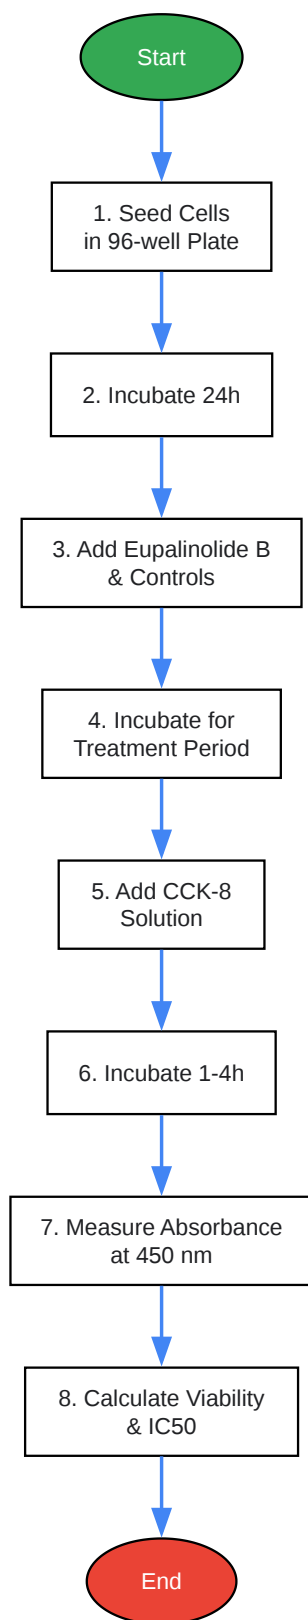 Start
1. Seed Cells
in 96-well Plate
2. Incubate 24h
3. Add Eupalinolide B
& Controls
4. Incubate for
Treatment Period
5. Add CCK-8
Solution
6. Incubate 1-4h
7. Measure Absorbance
at 450 nm
8. Calculate Viability
& IC50
End